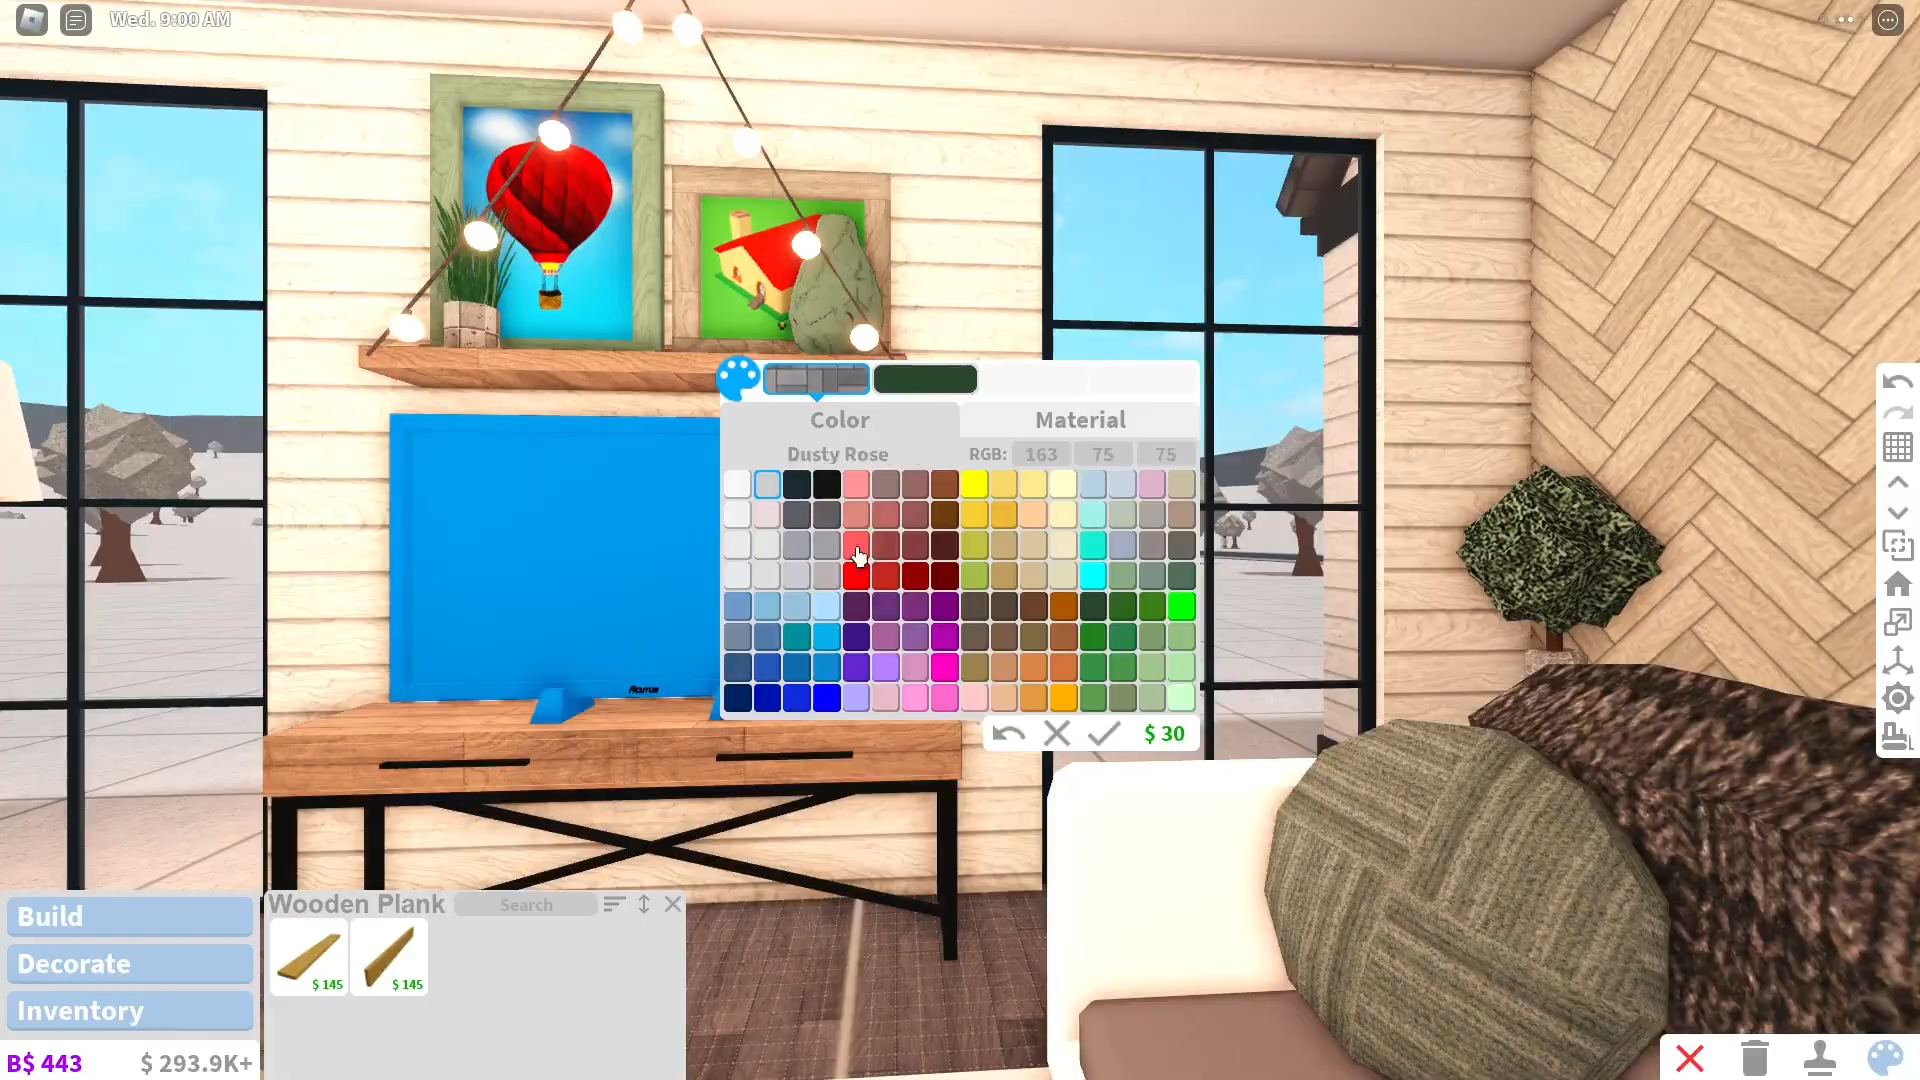 Wed. 9:00 AM
Color
Material
Dusty Rose
RGB: 163 75 75
$ 30
Build
Decorate
Inventory
B$ 443
$ 293.9K+
Wooden Plank
Search
$ 145
$ 145